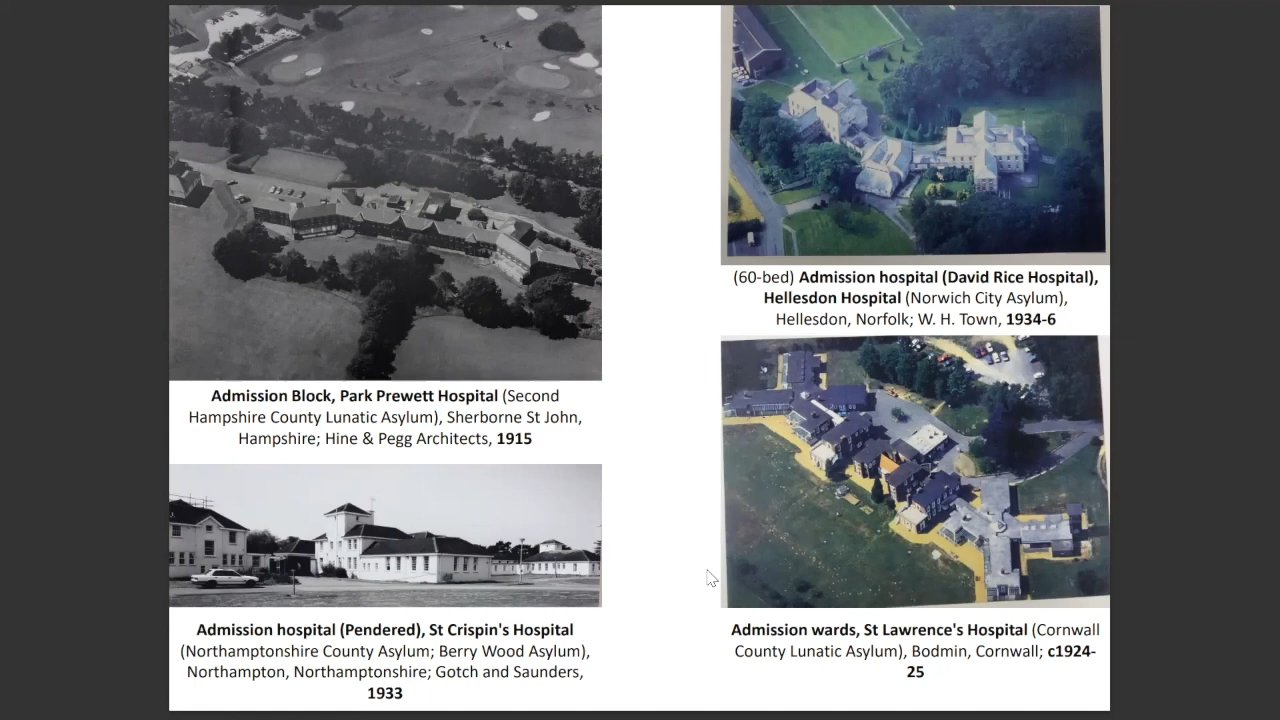 Admission Block, Park Prewett Hospital (Second
Hampshire County Lunatic Asylum), Sherborne St John,
Hampshire; Hine & Pegg Architects, 1915
Admission hospital (Pendered), St Crispin's Hospital
(Northamptonshire County Asylum; Berry Wood Asylum),
Northampton, Northamptonshire; Gotch and Saunders,
1933
(60-bed) Admission hospital (David Rice Hospital),
Hellesdon Hospital (Norwich City Asylum),
Hellesdon, Norfolk; W. H. Town, 1934-6
Admission wards, St Lawrence's Hospital (Cornwall
County Lunatic Asylum), Bodmin, Cornwall; c1924-
25